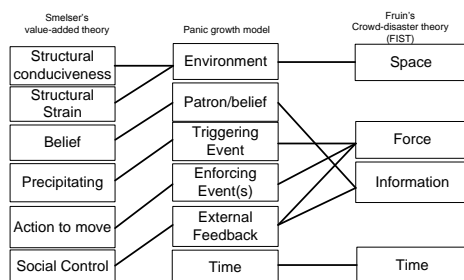 Smelser's
value-added theory
Panic growth model
Fruin's
Crowd-disaster theory
(FIST)
Structural
conduciveness
Structural
Strain
Belief
Precipitating
Action to move
Social Control
Environment
Patron/belief
Triggering
Event
Enforcing
Event(s)
External
Feedback
Time
Space
Force
Information
Time